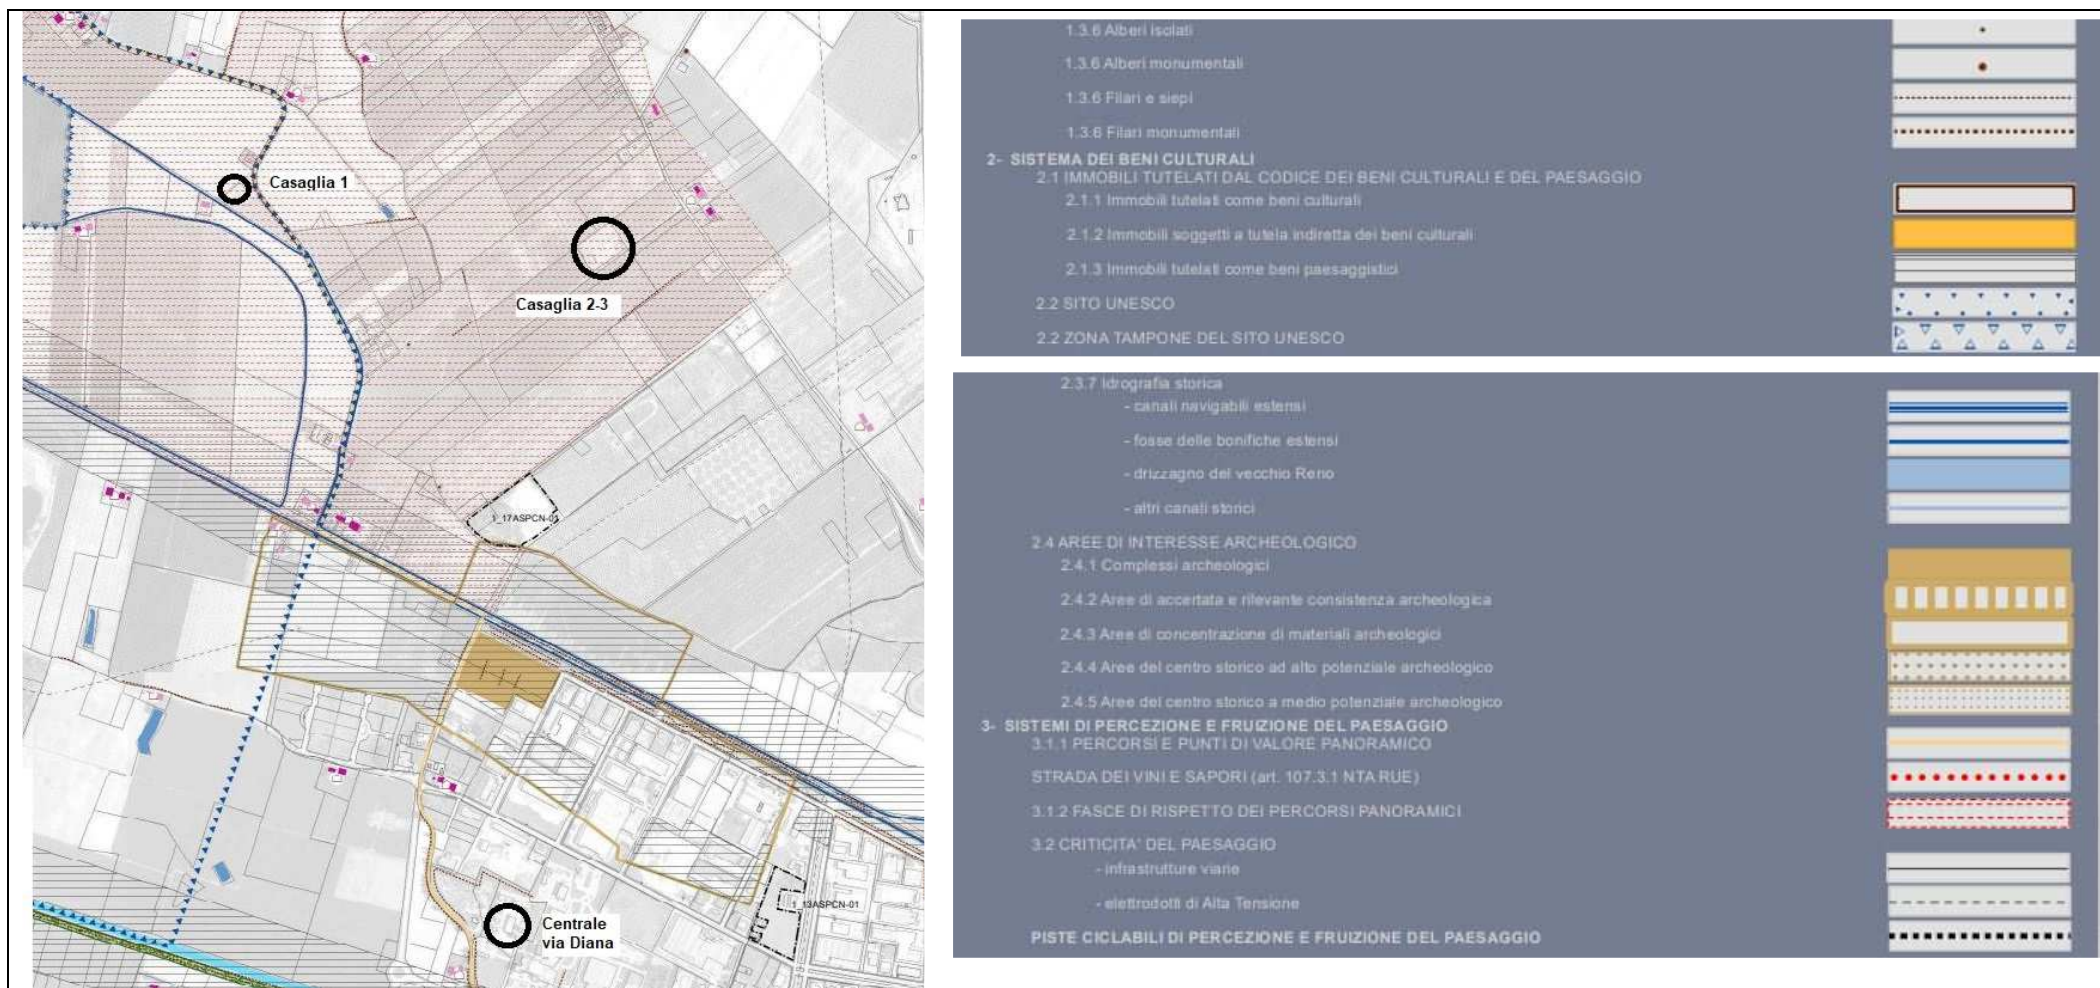 Casaglia 1
Casaglia 2-3
1_17ASPCN-01
1_13ASPCN-01
Centrale
via Diana
1.3.6 Alberi isolati
1.3.6 Alberi monumentali
1.3.6 Filari e siepi
1.3.6 Filari monumentali
2- SISTEMA DEI BENI CULTURALI
2.1 IMMOBILI TUTELATI DAL CODICE DEI BENI CULTURALI E DEL PAESAGGIO
2.1.1 Immobili tutelati come beni culturali
2.1.2 Immobili soggetti a tutela indiretta dei beni culturali
2.1.3 Immobili tutelati come beni paesaggistici
2.2 SITO UNESCO
2.2 ZONA TAMPONE DEL SITO UNESCO
2.3.7 Idrografia storica
- canali navigabili estensi
- fosse delle bonifiche estensi
- drizzagno del vecchio Reno
- altri canali storici
2.4 AREE DI INTERESSE ARCHEOLOGICO
2.4.1 Complessi archeologici
2.4.2 Aree di accertata e rilevante consistenza archeologica
2.4.3 Aree di concentrazione di materiali archeologici
2.4.4 Aree del centro storico ad alto potenziale archeologico
2.4.5 Aree del centro storico a medio potenziale archeologico
3- SISTEMI DI PERCEZIONE E FRUIZIONE DEL PAESAGGIO
3.1.1 PERCORSI E PUNTI DI VALORE PANORAMICO
STRADA DEI VINI E SAPORI (art. 107.3.1 NTA RUE)
3.1.2 FASCE DI RISPETTO DEI PERCORSI PANORAMICI
3.2 CRITICITA' DEL PAESAGGIO
- infrastrutture viarie
- elettrodotti di Alta Tensione
PISTE CICLABILI DI PERCEZIONE E FRUIZIONE DEL PAESAGGIO